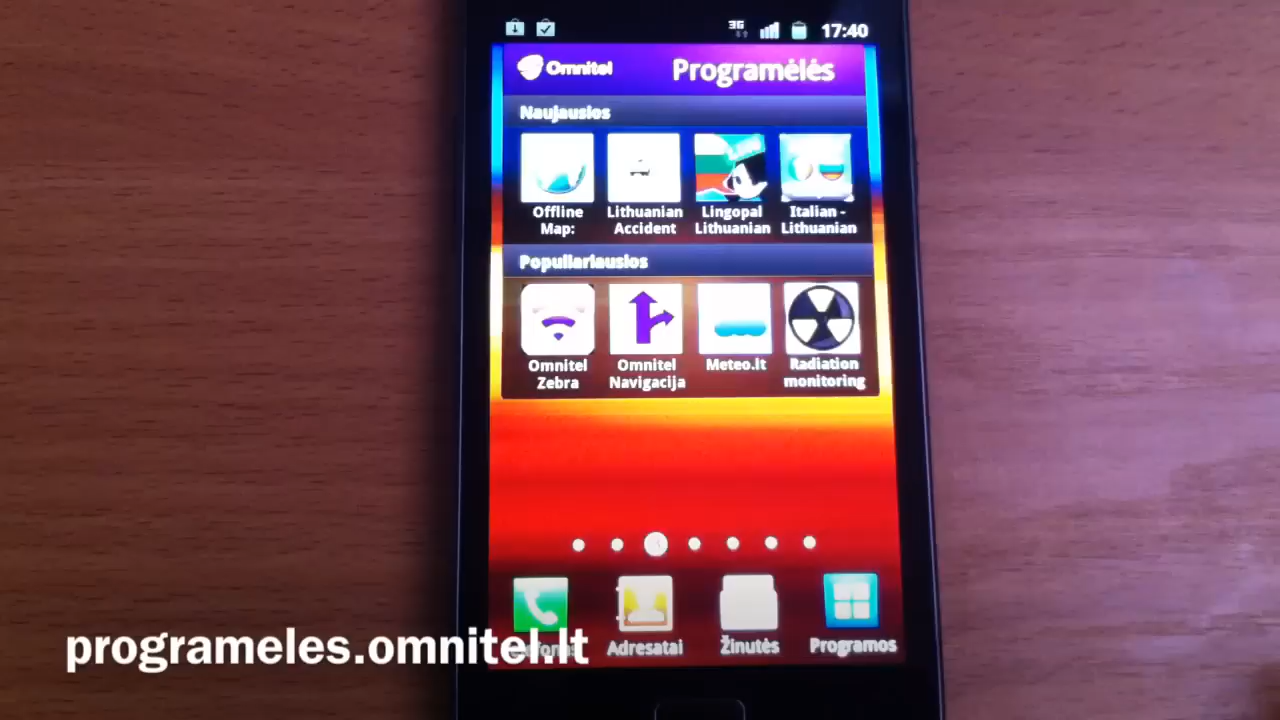 3G 17:40
Omnitel Programėlės
Naujausios
Offline Map:
Lithuanian Accident
Lingopal Lithuanian
Italian - Lithuanian
Populiariausios
Omnitel Zebra
Omnitel Navigacija
Meteo.lt
Radiation monitoring
Adresatai
Žinutės
Programos
programeles.omnitel.lt